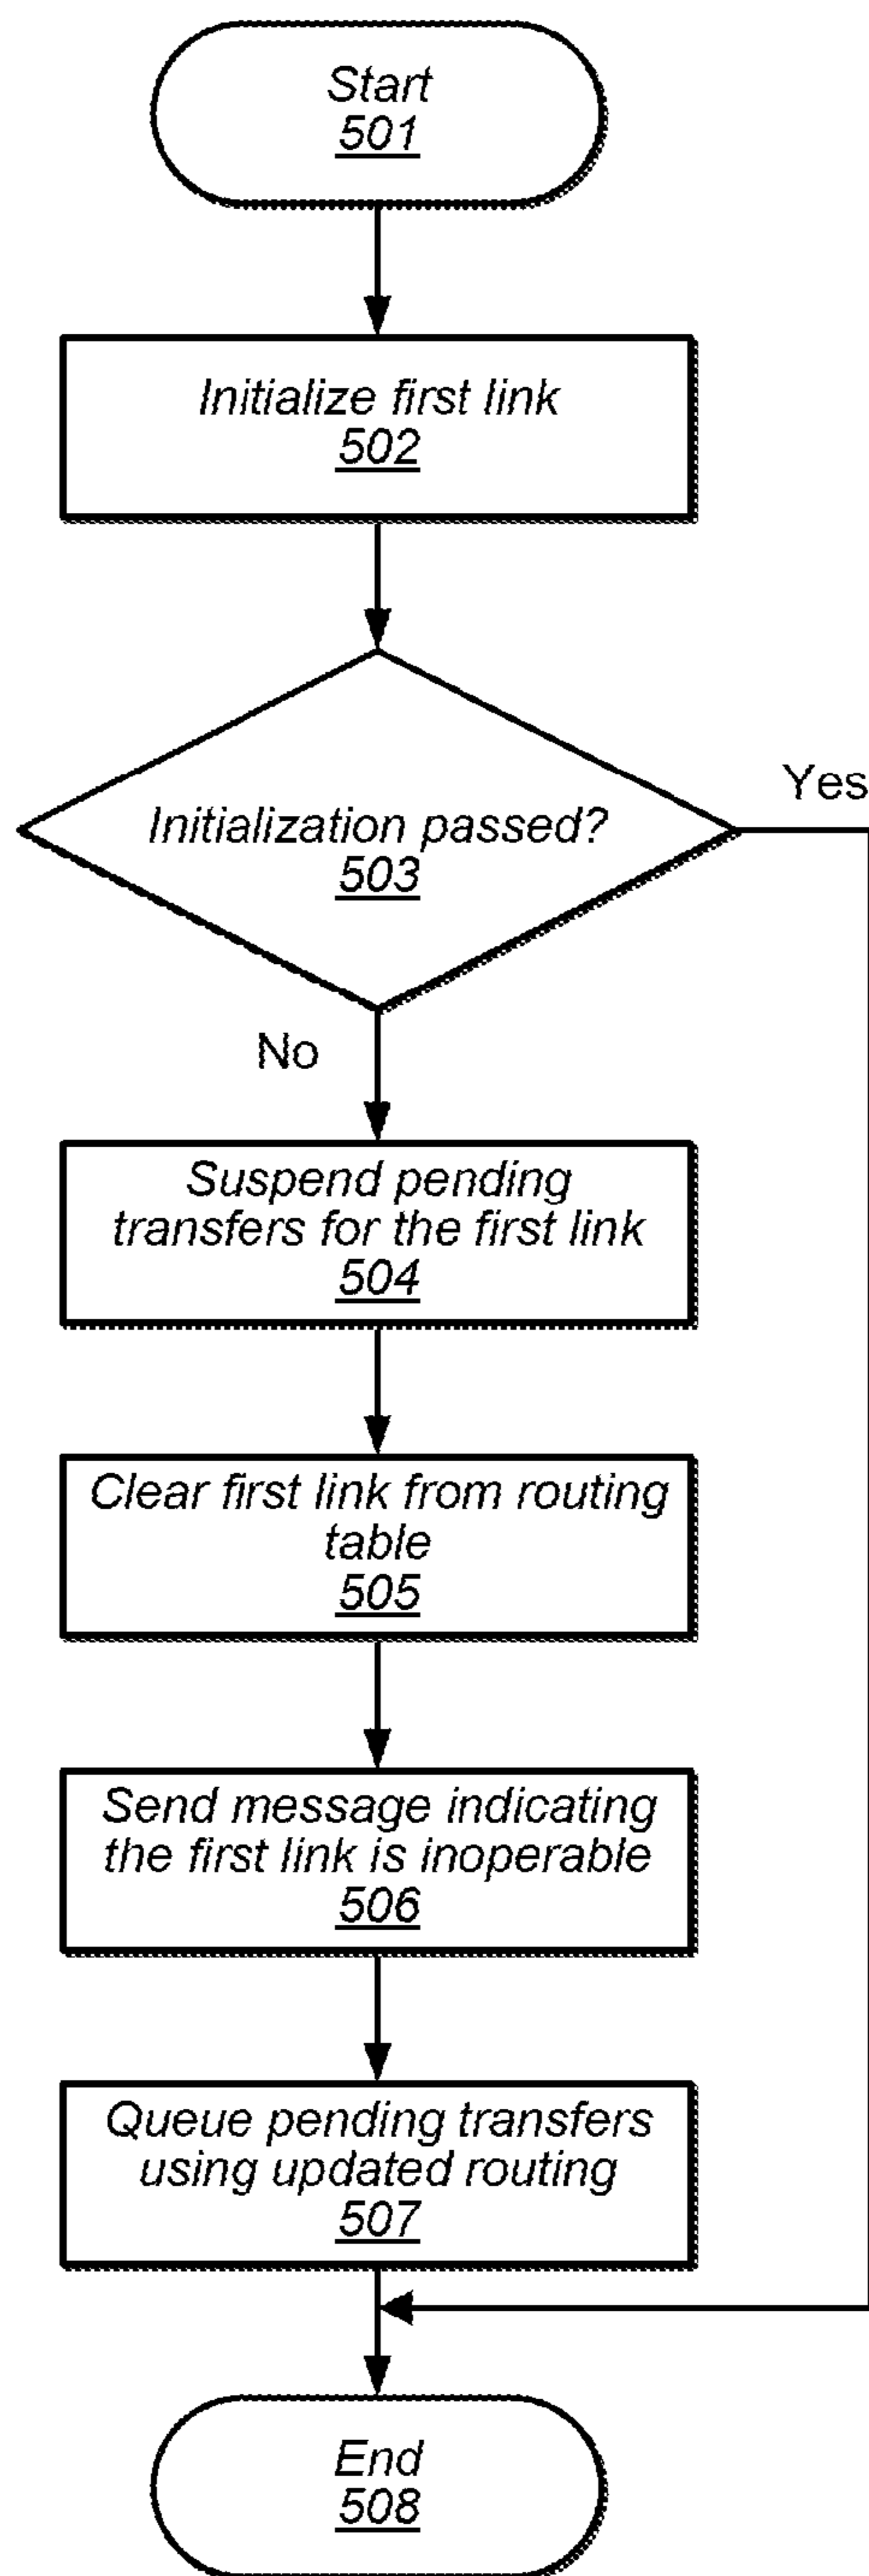 Start
501
Initialize first link
502
Initialization passed?
503
Yes
No
Suspend pending
transfers for the first link
504
Clear first link from routing
table
505
Send message indicating
the first link is inoperable
506
Queue pending transfers
using updated routing
507
End
508